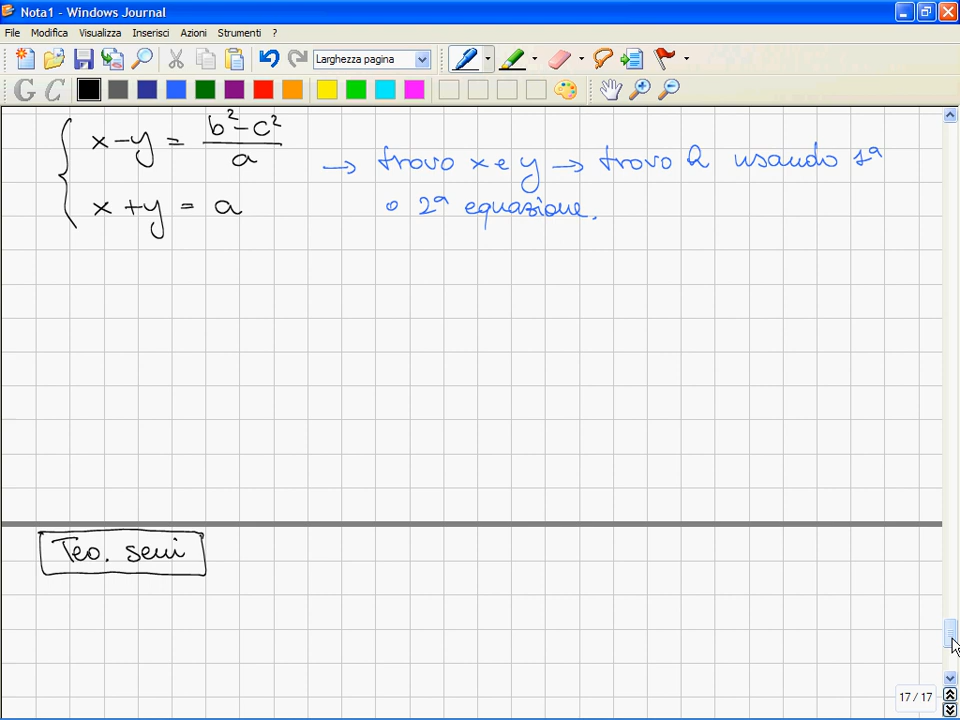 Nota1 - Windows Journal
File Modifica Visualizza Inserisci Azioni Strumenti ?
Larghezza pagina
G C
x-y = b²-c²/a
→ trovo x e y → trovo h usando 1ª
x+y = a
o 2ª equazione.
Teo. seni
17 / 17